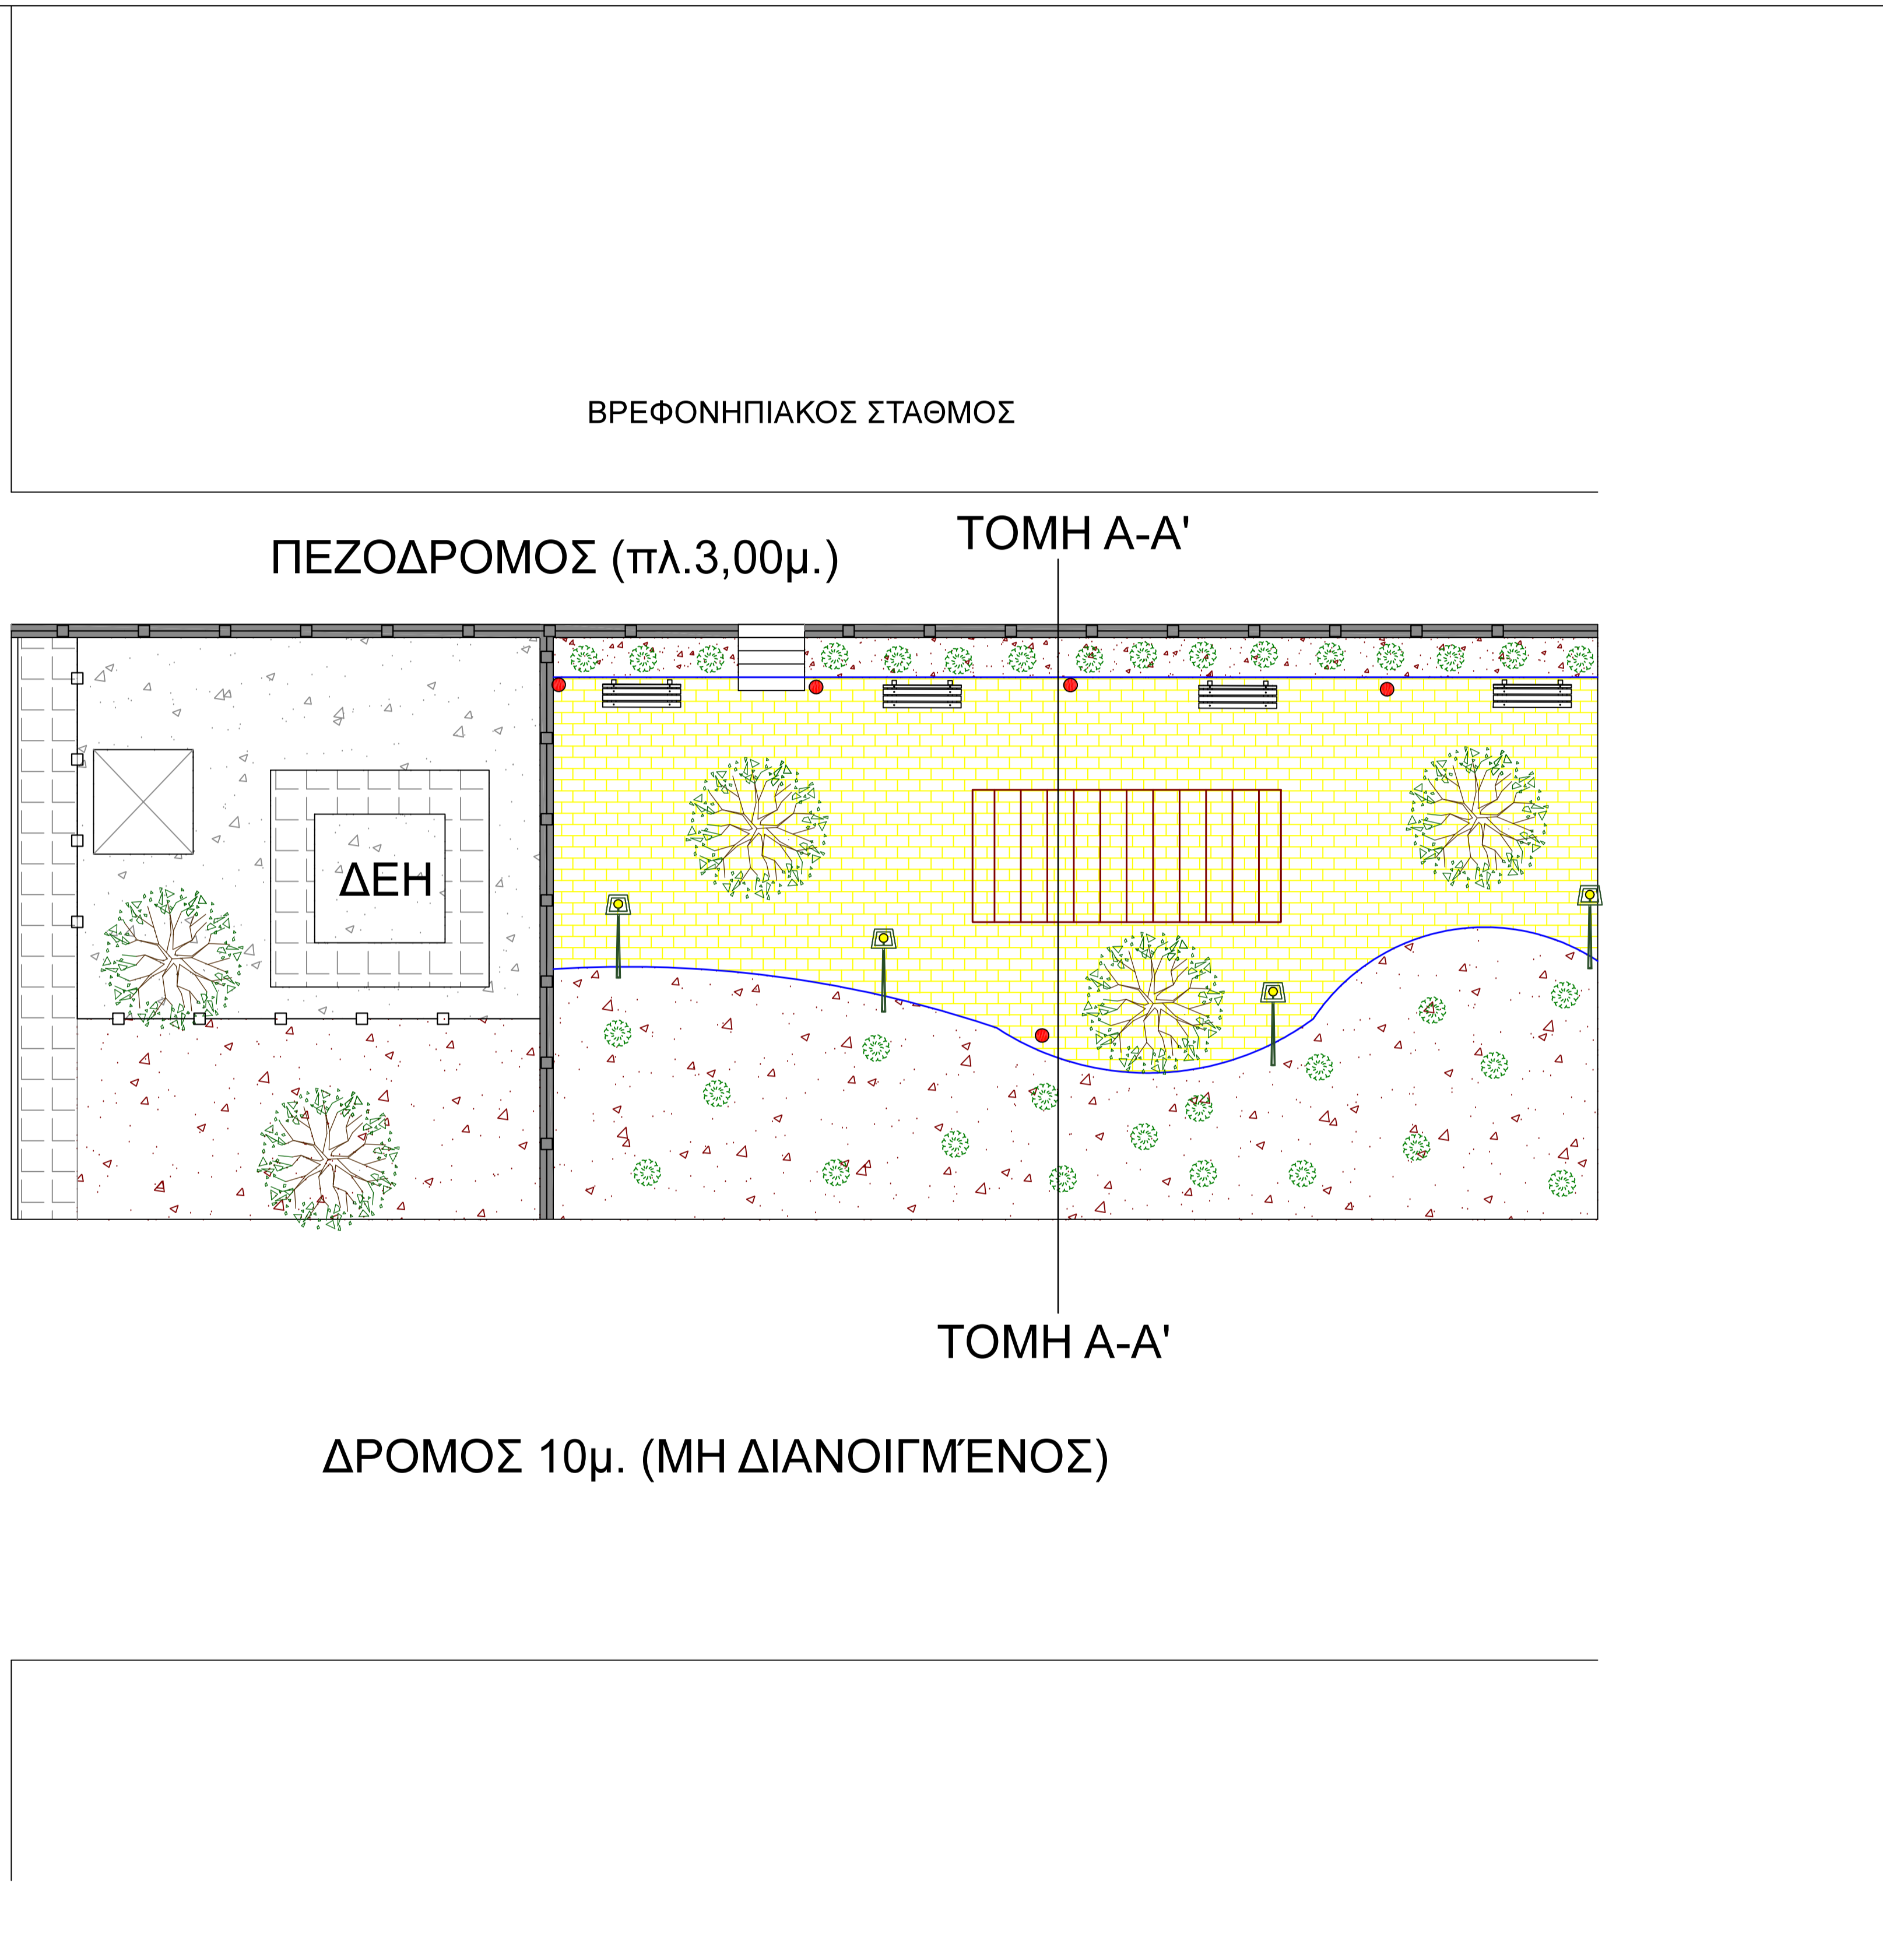 ΒΡΕΦΟΝΗΠΙΑΚΟΣ ΣΤΑΘΜΟΣ
ΤΟΜΗ Α-Α'
ΠΕΖΟΔΡΟΜΟΣ (πλ.3,00μ.)
ΔΕΗ
ΤΟΜΗ Α-Α'
ΔΡΟΜΟΣ 10μ. (ΜΗ ΔΙΑΝΟΙΓΜΈΝΟΣ)